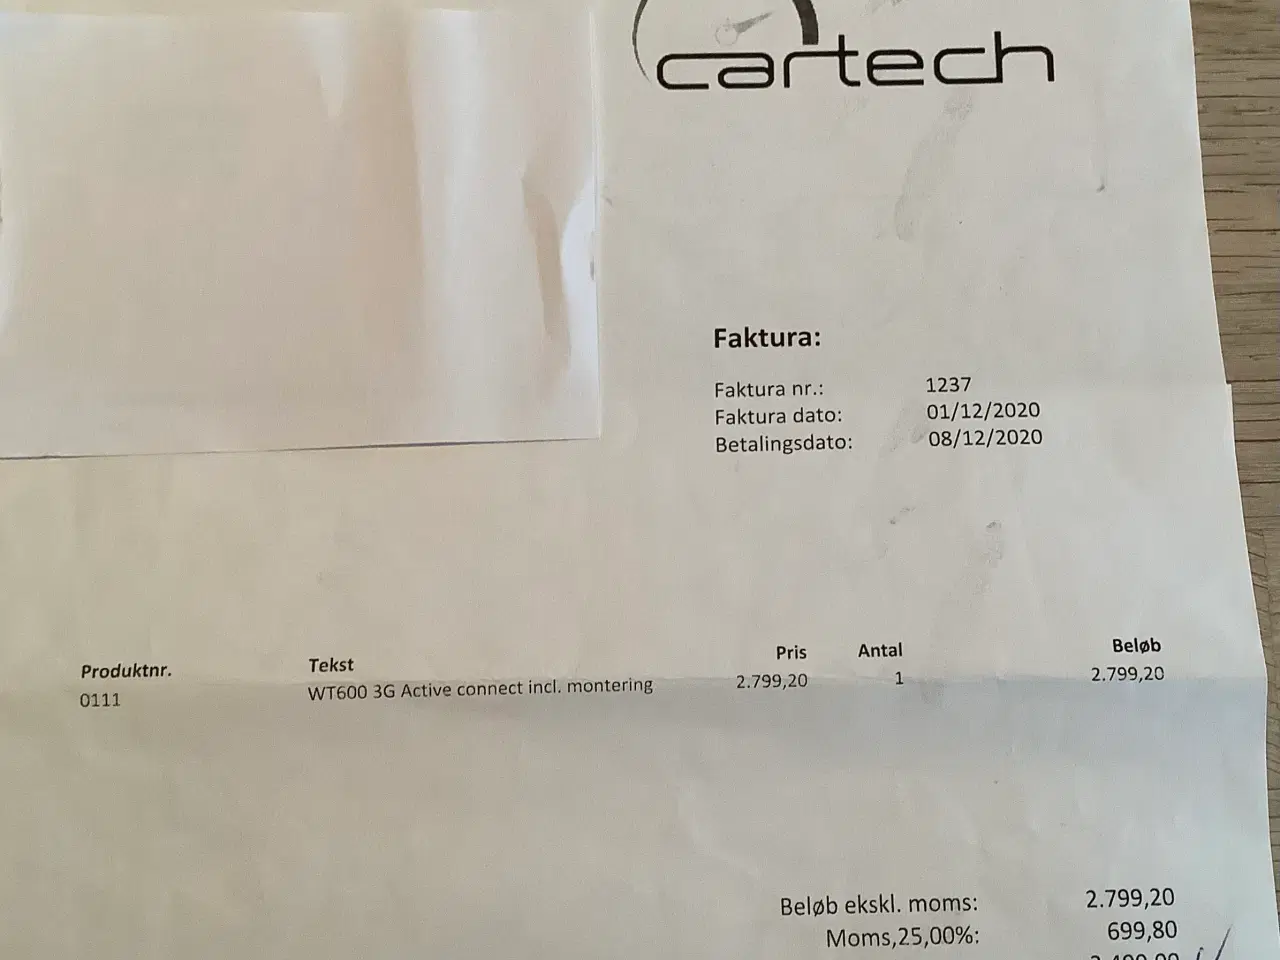 cartech
Faktura:
Faktura nr.: 1237
Faktura dato: 01/12/2020
Betalingsdato: 08/12/2020
Produktnr. Tekst Pris Antal Beløb
0111 WT600 3G Active connect incl. montering 2.799,20 1 2.799,20
Beløb ekskl. moms: 2.799,20
Moms,25,00%: 699,80